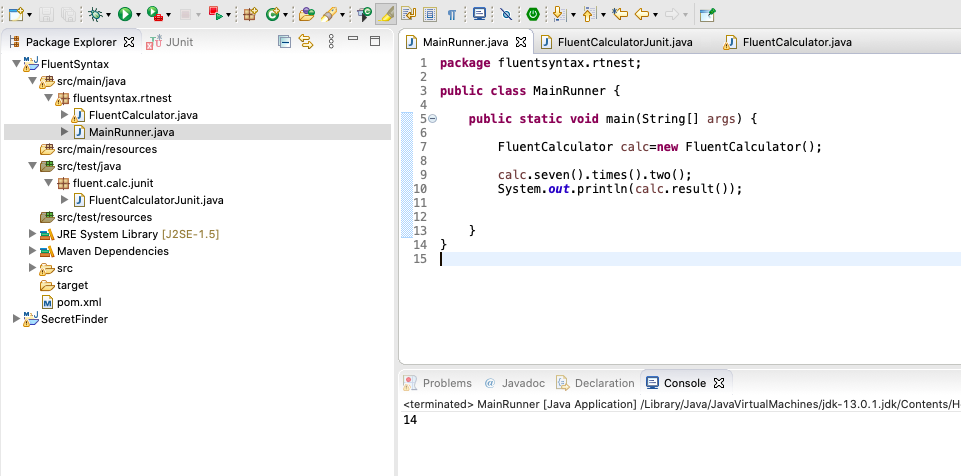 Package Explorer
JUnit
FluentSyntax
src/main/java
fluentsyntax.rtnest
FluentCalculator.java
MainRunner.java
src/main/resources
src/test/java
fluent.calc.junit
FluentCalculatorJunit.java
src/test/resources
JRE System Library [J2SE-1.5]
Maven Dependencies
src
target
pom.xml
SecretFinder
MainRunner.java
FluentCalculatorJunit.java
FluentCalculator.java
1 package fluentsyntax.rtnest;
2
3 public class MainRunner {
4
5 public static void main(String[] args) {
6
7 FluentCalculator calc=new FluentCalculator();
8
9 calc.seven().times().two();
10 System.out.println(calc.result());
11
12
13 }
14 }
15
Problems
@ Javadoc
Declaration
Console
<terminated> MainRunner [Java Application] /Library/Java/JavaVirtualMachines/jdk-13.0.1.jdk/Contents/H
14